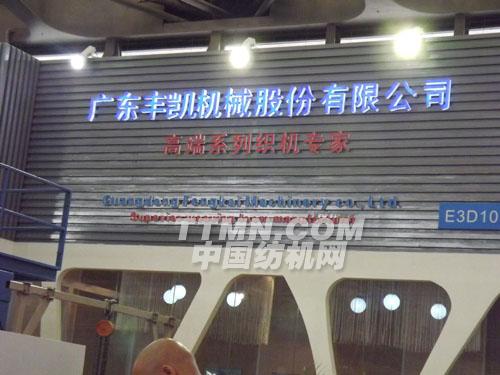 广东丰凯机械股份有限公司
高端系列织机专家
Guangdong Fengkai Machinery co., Ltd.
E3D10
TTMN.COM
中国纺机网